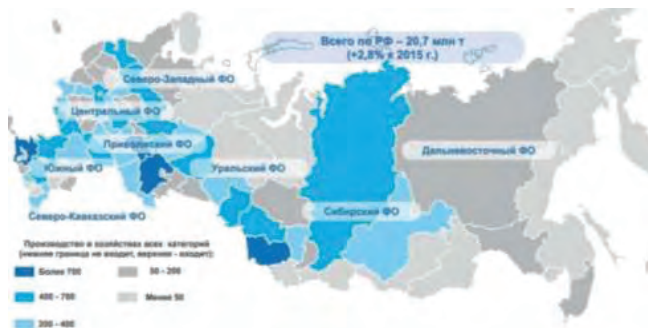 Всего по РФ – 20,7 млн т
(+2,8% к 2015 г.)
Северо-Западный ФО
Центральный ФО
Приволжский ФО
Южный ФО
Уральский ФО
Дальневосточный ФО
Северо-Кавказский ФО
Сибирский ФО
Производство в хозяйствах всех категорий
(нижняя граница не входит, верхняя - входит):
Более 700
50 - 200
400 - 700
Менее 50
200 - 400